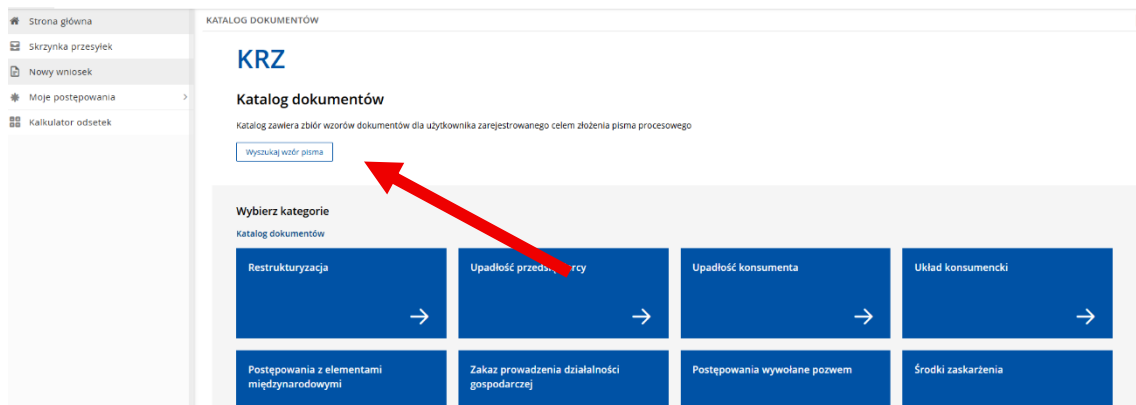 Strona główna
Skrzynka przesyłek
Nowy wniosek
Moje postępowania
Kalkulator odsetek
KATALOG DOKUMENTÓW
KRZ
Katalog dokumentów
Katalog zawiera zbiór wzorów dokumentów dla użytkownika zarejestrowanego celem złożenia pisma procesowego
Wyszukaj wzór pisma
Wybierz kategorie
Katalog dokumentów
Restrukturyzacja
Upadłość
Upadłość konsumenta
Układ konsumencki
Postępowania z elementami
międzynarodowymi
Zakaz prowadzenia działalności
gospodarczej
Postępowania wywołane pozwem
Środki zaskarżenia